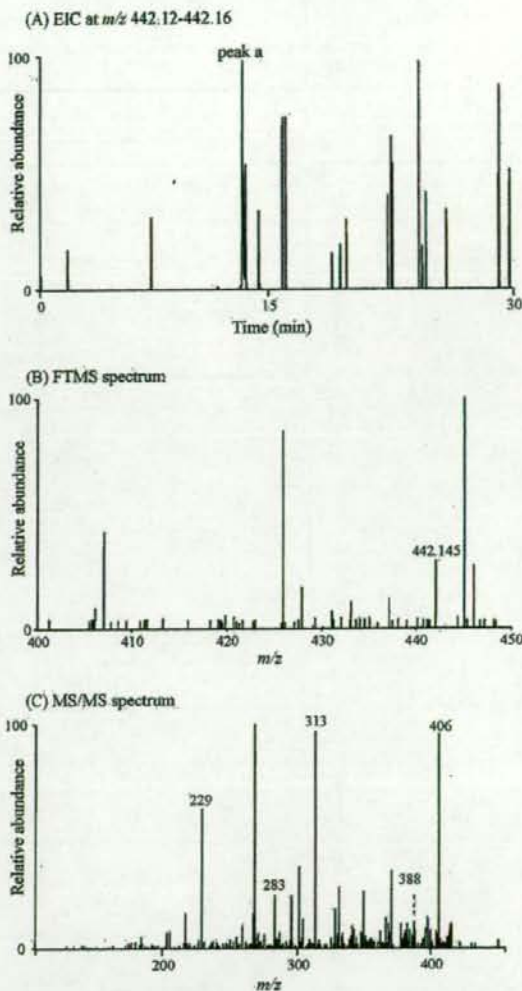 (A) EIC at m/z 442.12-442.16
peak a
100
Relative abundance
0
0
15
30
Time (min)
(B) FTMS spectrum
100
442.145
Relative abundance
0
400
410
420
430
440
450
m/z
(C) MS/MS spectrum
100
313
406
229
283
388
Relative abundance
0
200
300
400
m/z